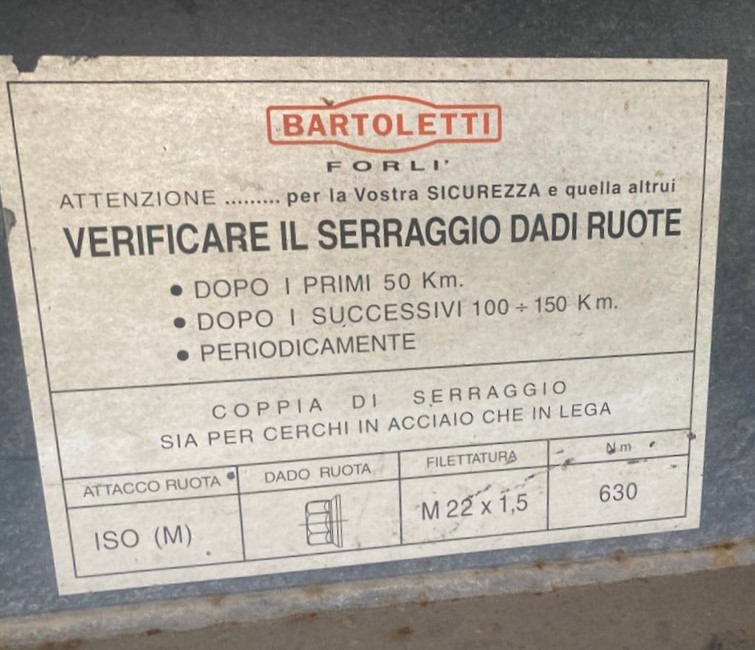 BARTOLETTI
FORLI'
ATTENZIONE ......... per la Vostra SICUREZZA e quella altrui
VERIFICARE IL SERRAGGIO DADI RUOTE
• DOPO I PRIMI 50 Km.
• DOPO I SUCCESSIVI 100 ÷ 150 Km.
• PERIODICAMENTE
COPPIA DI SERRAGGIO
SIA PER CERCHI IN ACCIAIO CHE IN LEGA
ATTACCO RUOTA DADO RUOTA FILETTATURA Nm
ISO (M) M 22 x 1,5 630